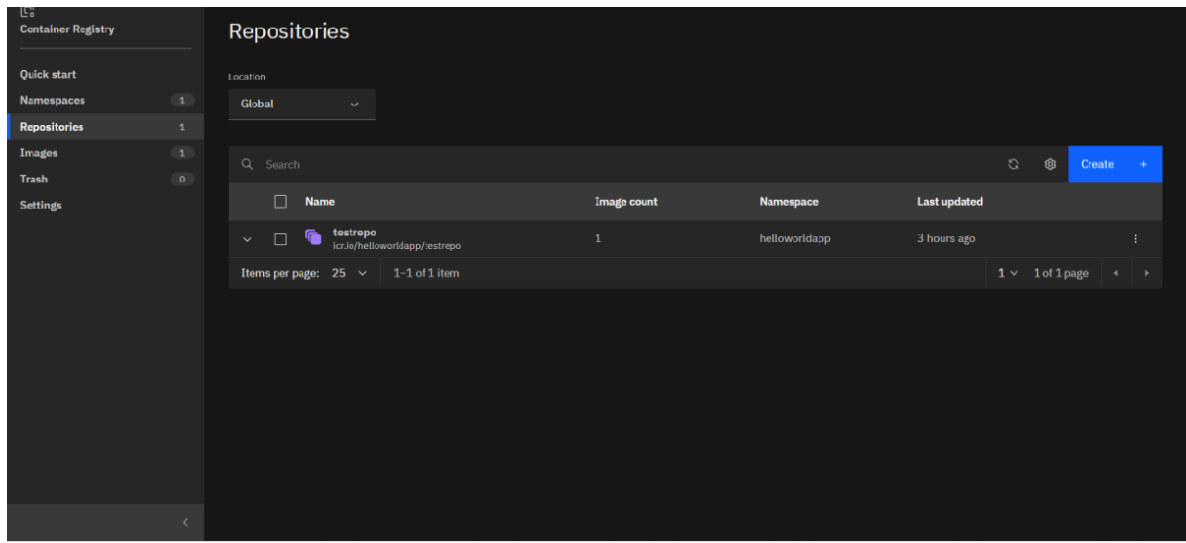 Container Registry
Quick start
Namespaces 1
Repositories 1
Images 1
Trash 0
Settings
Repositories
Location
Global
Search
Create +
Name Image count Namespace Last updated
testrepo
icr.io/helloworldapp/testrepo
1 helloworldapp 3 hours ago
Items per page: 25 1–1 of 1 item 1 1 of 1 page